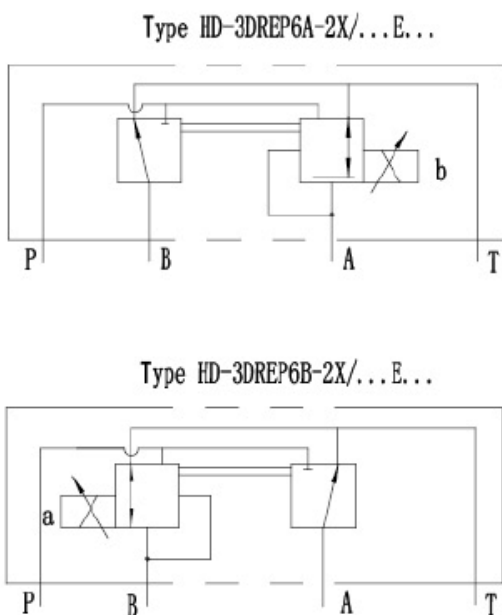 Type HD-3DREP6A-2X/...E...
b
P B A T
Type HD-3DREP6B-2X/...E...
a
P B A T